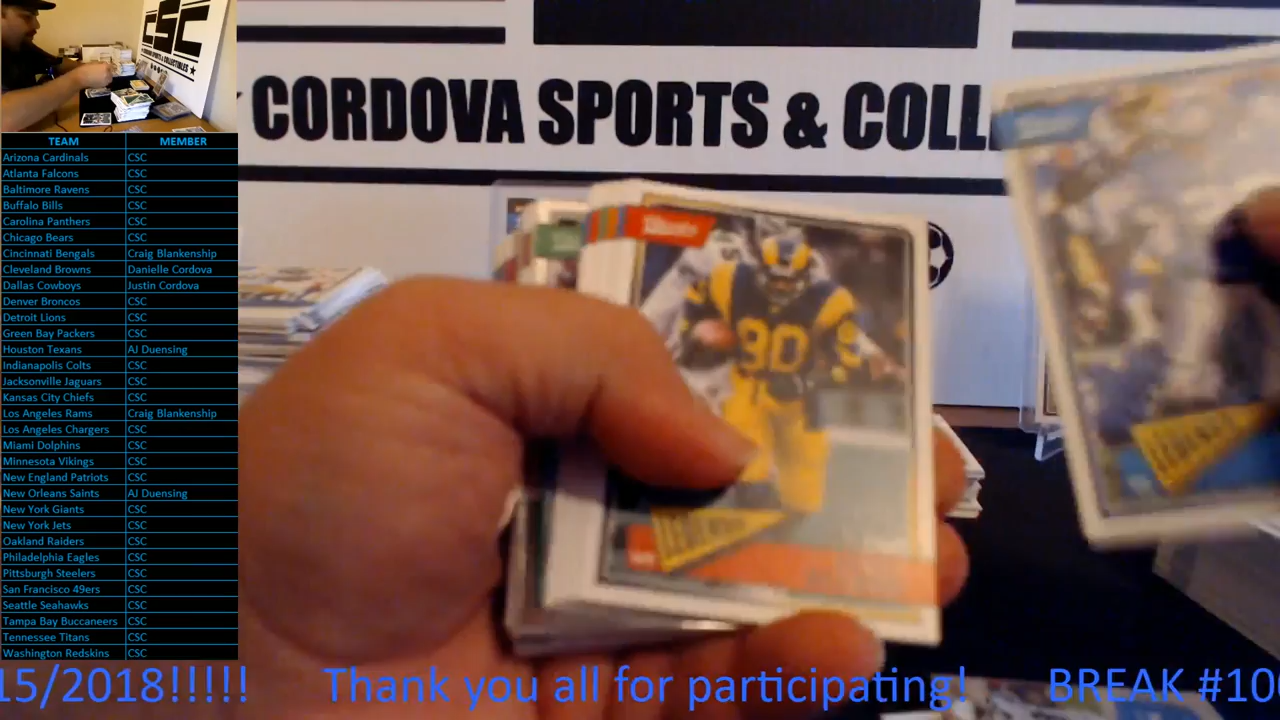 CSC
CORDOVA SPORTS & COLL
TEAM MEMBER
Arizona Cardinals CSC
Atlanta Falcons CSC
Baltimore Ravens CSC
Buffalo Bills CSC
Carolina Panthers CSC
Chicago Bears CSC
Cincinnati Bengals Craig Blankenship
Cleveland Browns Danielle Cordova
Dallas Cowboys Justin Cordova
Denver Broncos CSC
Detroit Lions CSC
Green Bay Packers CSC
Houston Texans AJ Duensing
Indianapolis Colts CSC
Jacksonville Jaguars CSC
Kansas City Chiefs CSC
Los Angeles Rams Craig Blankenship
Los Angeles Chargers CSC
Miami Dolphins CSC
Minnesota Vikings CSC
New England Patriots CSC
New Orleans Saints AJ Duensing
New York Giants CSC
New York Jets CSC
Oakland Raiders CSC
Philadelphia Eagles CSC
Pittsburgh Steelers CSC
San Francisco 49ers CSC
Seattle Seahawks CSC
Tampa Bay Buccaneers CSC
Tennessee Titans CSC
Washington Redskins CSC
LEGENDS
LEGENDS
15/2018!!!!! Thank you all for participating! BREAK #10